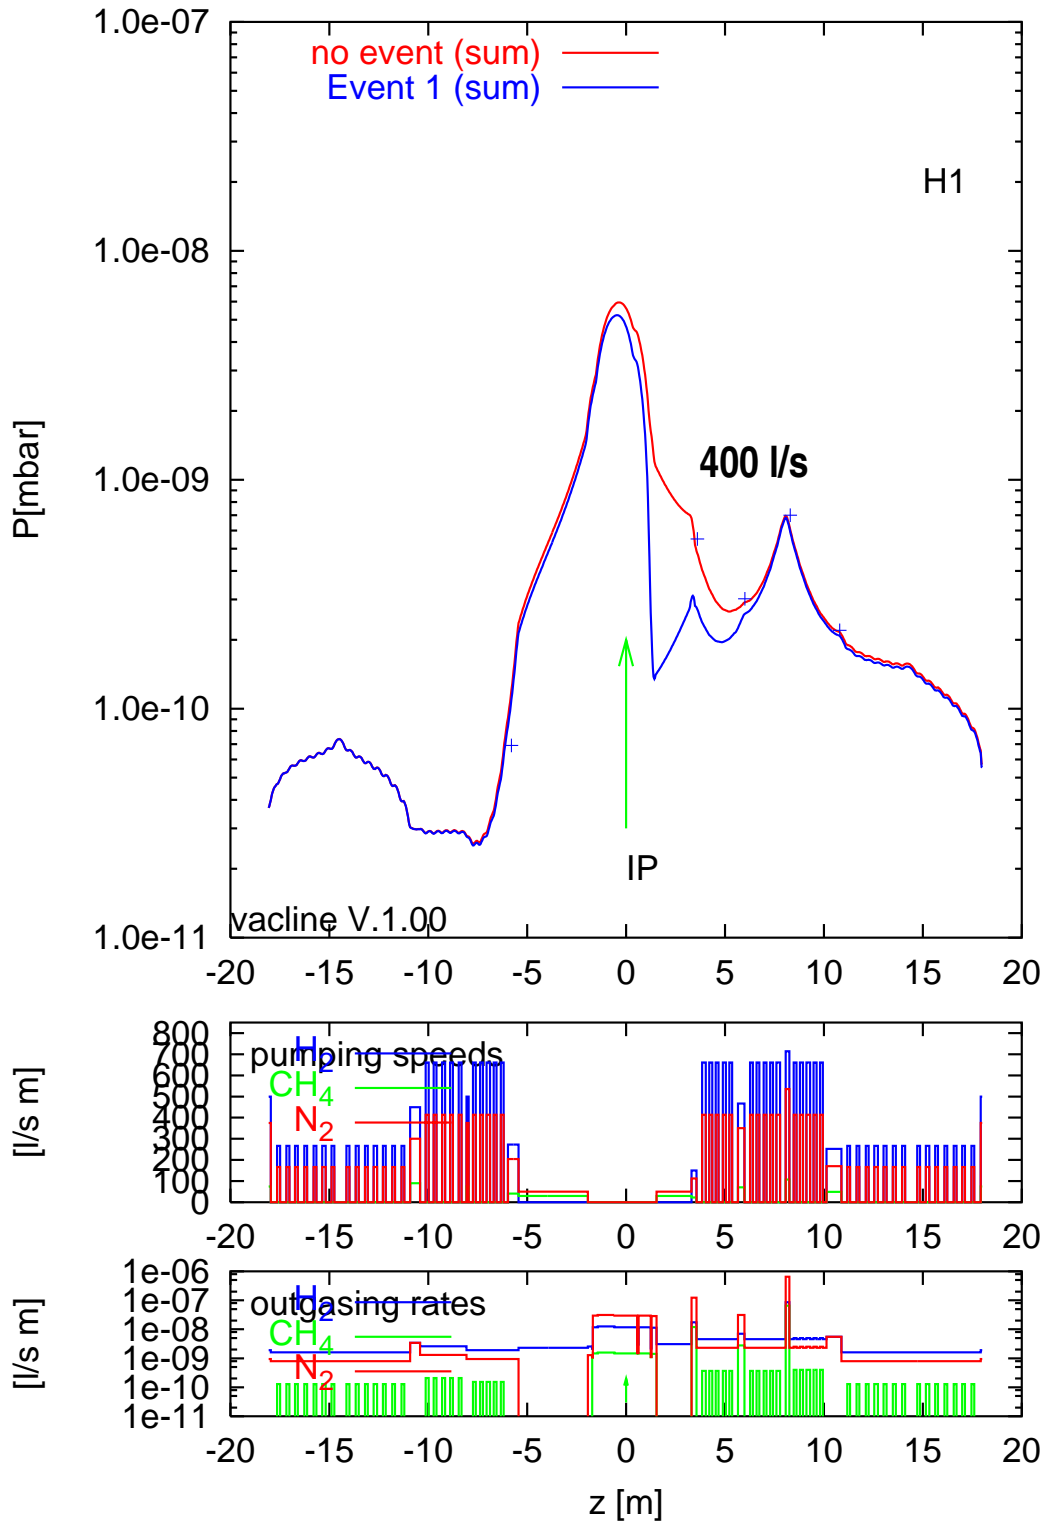 1.0e-07
no event (sum)
Event 1 (sum)
H1
1.0e-08
P[mbar]
400 l/s
1.0e-09
1.0e-10
IP
vacline V.1.00
1.0e-11
-20 -15 -10 -5 0 5 10 15 20
800
pumping speeds
H2
700
600
CH4
500
[l/s m]
400
N2
300
200
100
0
-20 -15 -10 -5 0 5 10 15 20
1e-06
outgasing rates
H2
1e-07
1e-08
CH4
[l/s m]
1e-09
N2
1e-10
1e-11
-20 -15 -10 -5 0 5 10 15 20
z [m]